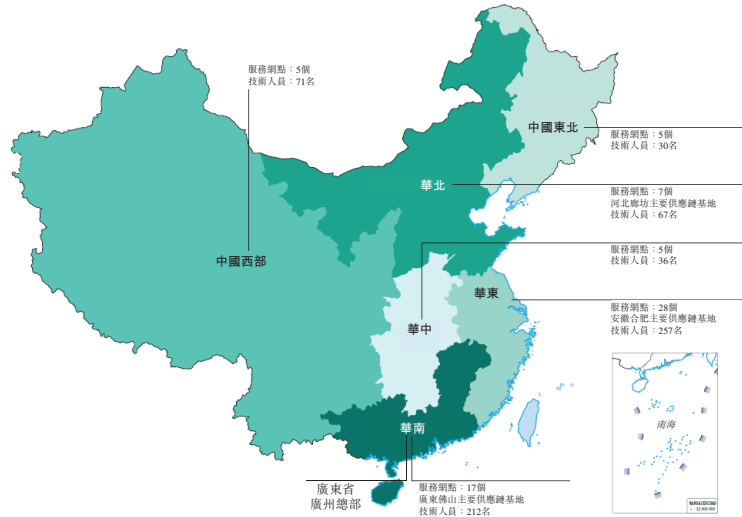 服務網點：5個
技術人員：71名
中國東北
服務網點：5個
技術人員：30名
華北
服務網點：7個
河北廊坊主要供應鏈基地
技術人員：67名
中國西部
服務網點：5個
技術人員：36名
華東
服務網點：28個
安徽合肥主要供應鏈基地
技術人員：257名
華中
南海
華南
廣東省
廣州總部
服務網點：17個
廣東佛山主要供應鏈基地
技術人員：212名